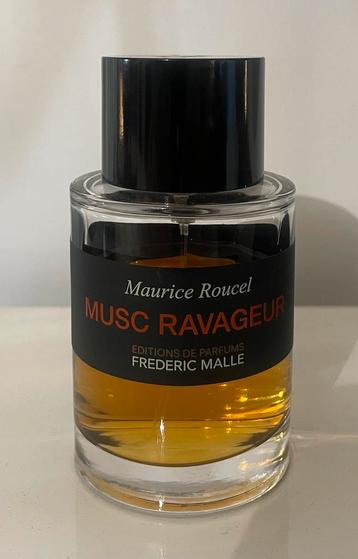 Maurice Roucel
MUSC RAVAGEUR
EDITIONS DE PARFUMS
FREDERIC MALLE